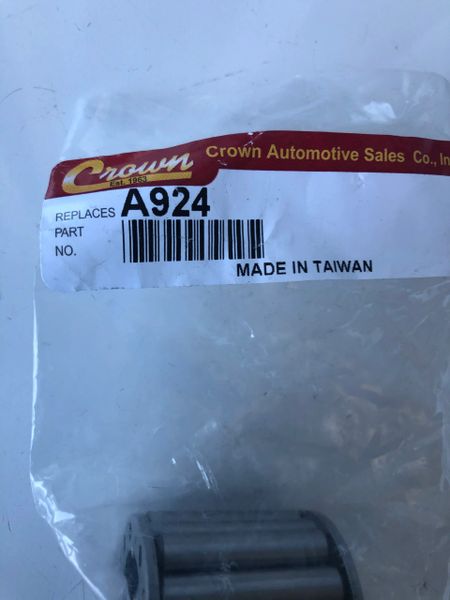 Crown
Est. 1963
Crown Automotive Sales Co., In
REPLACES A924
PART
NO.
MADE IN TAIWAN